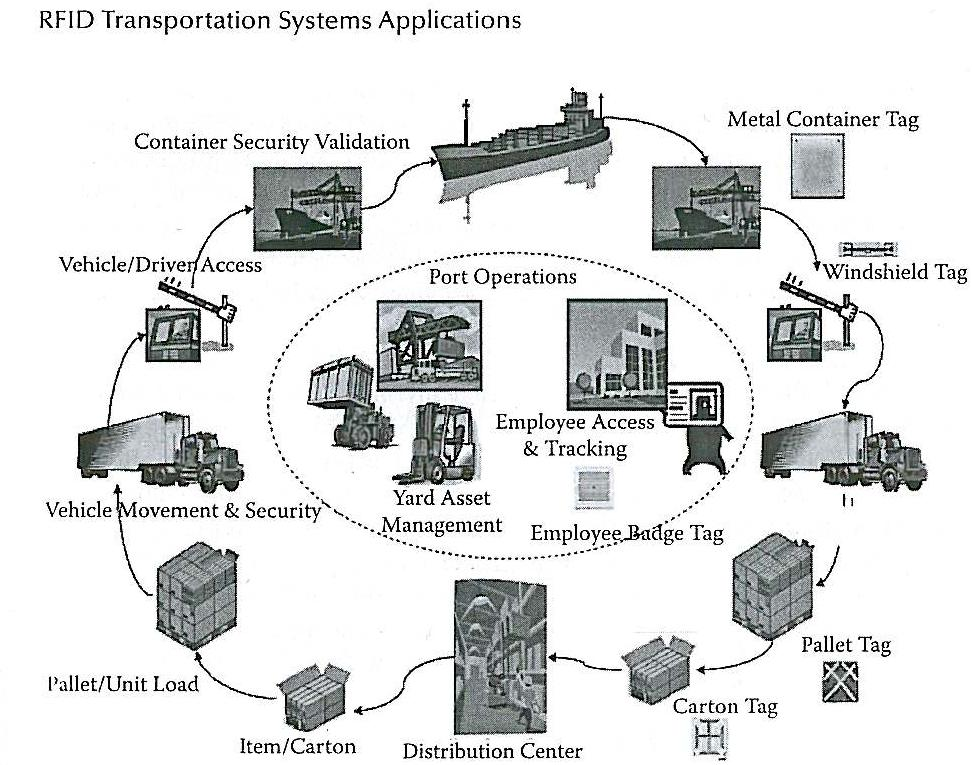 RFID Transportation Systems Applications
Container Security Validation
Metal Container Tag
Vehicle/Driver Access
Windshield Tag
Port Operations
Employee Access
& Tracking
Yard Asset
Management
Employee Badge Tag
Vehicle Movement & Security
Pallet Tag
Pallet/Unit Load
Carton Tag
Item/Carton
Distribution Center